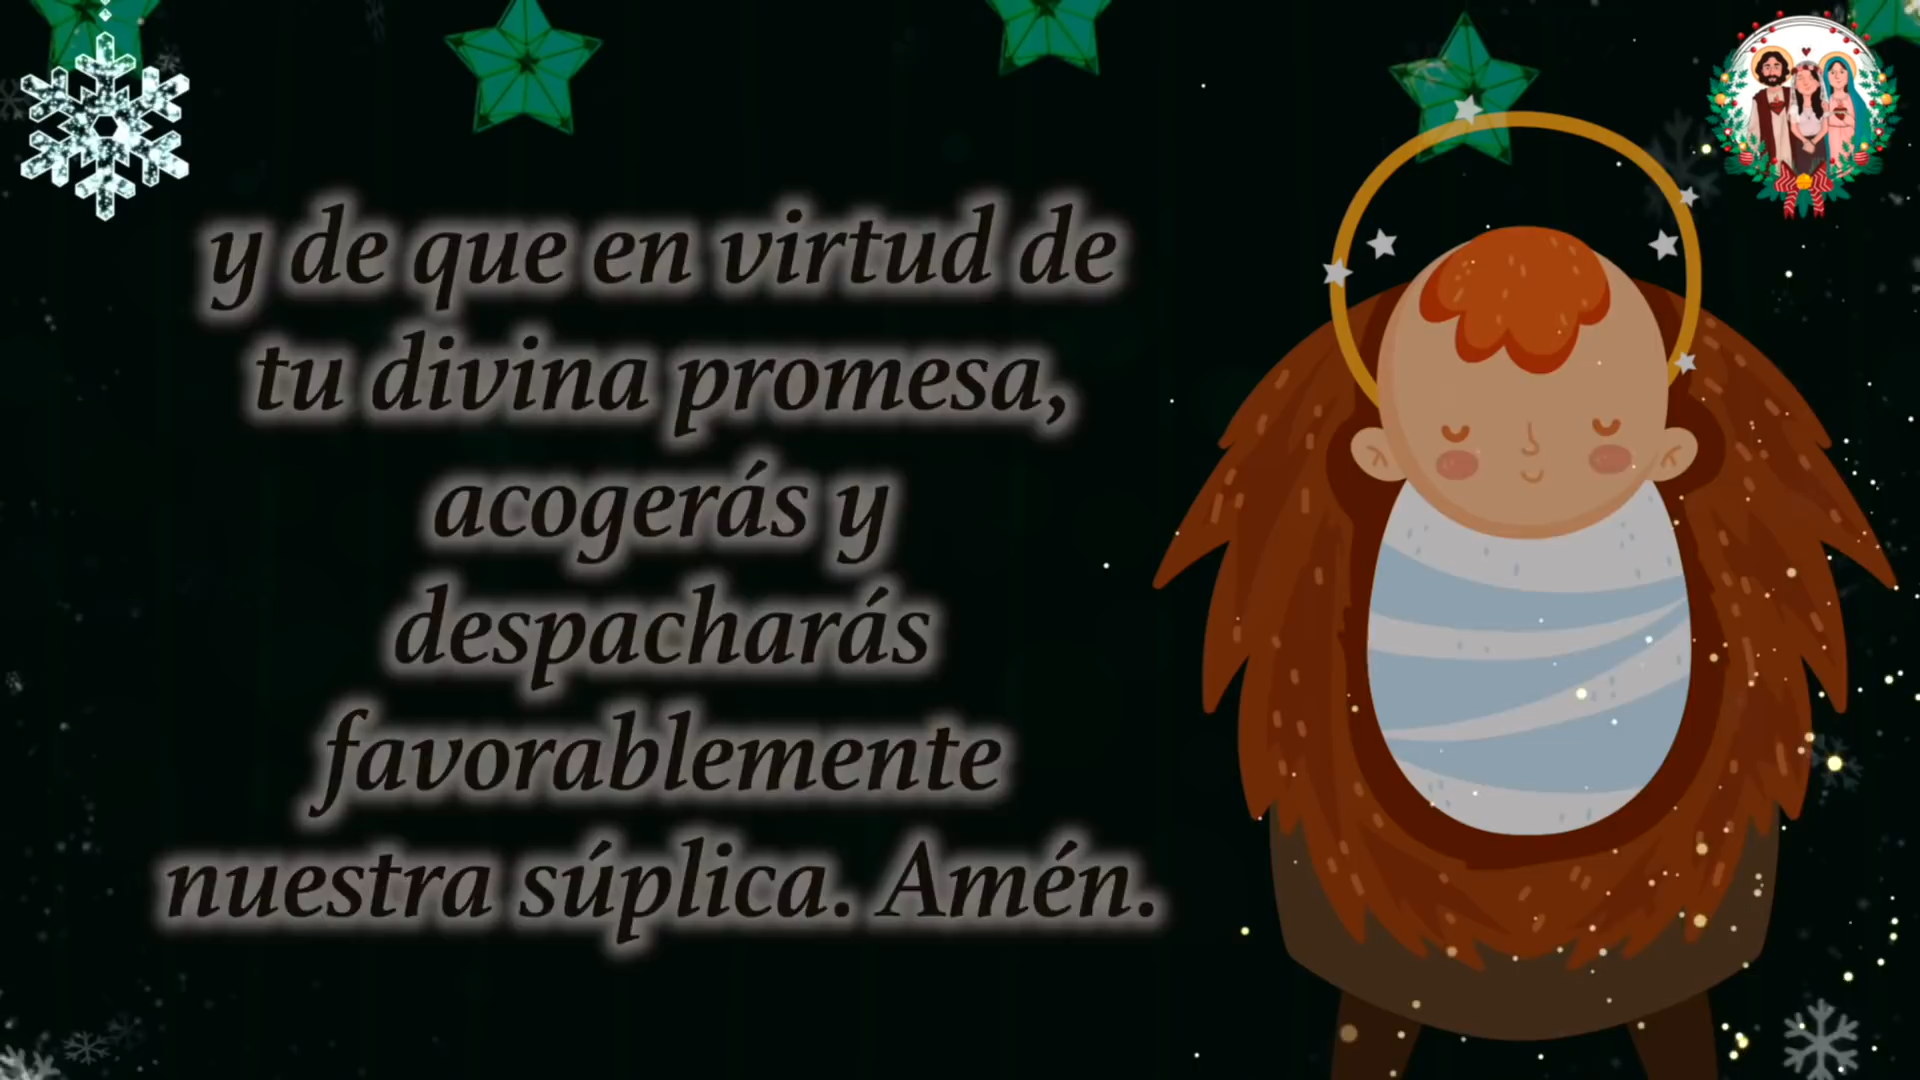 y de que en virtud de
tu divina promesa,
acogerás y
despacharás
favorablemente
nuestra súplica. Amén.